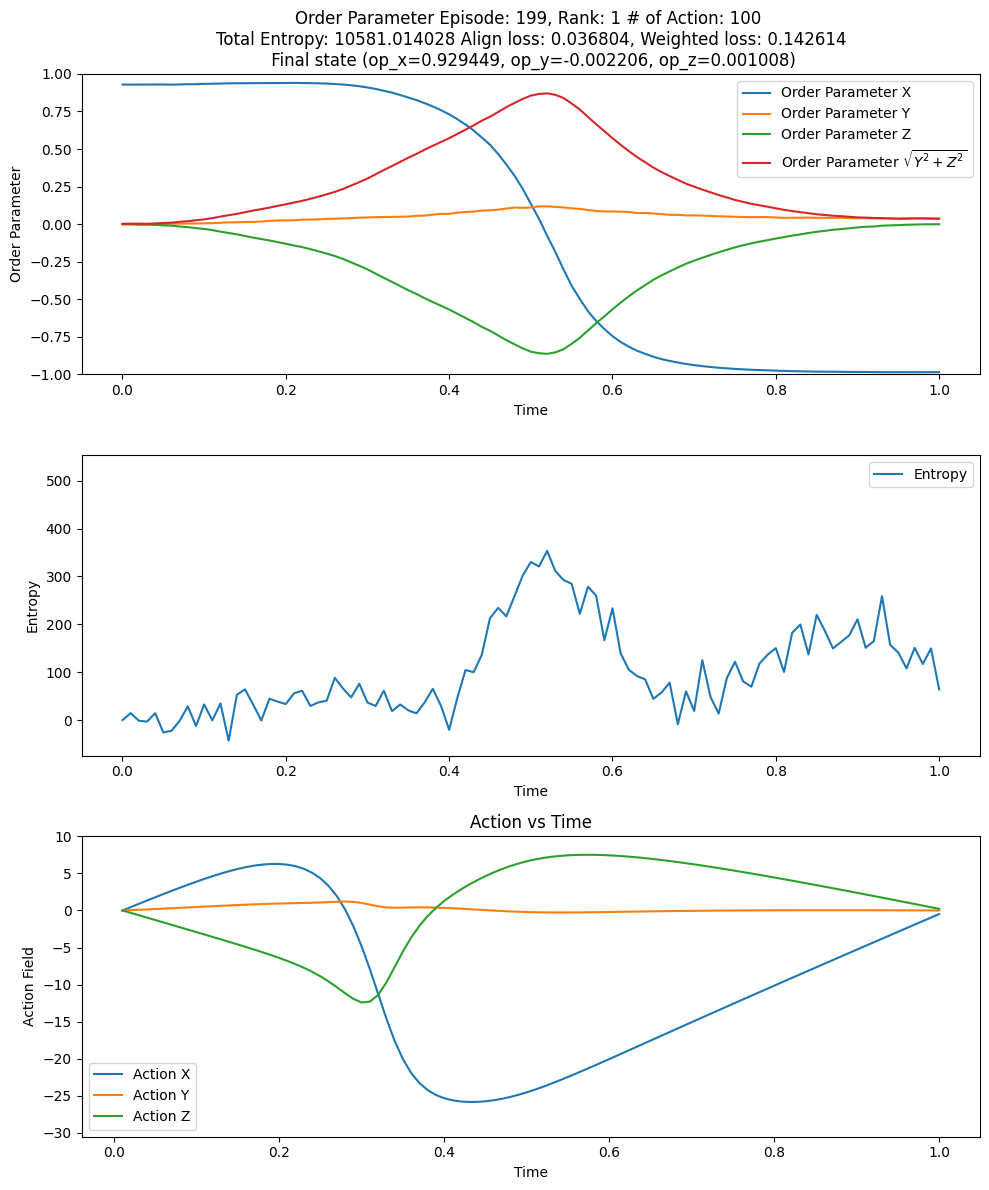 Order Parameter Episode: 199, Rank: 1 # of Action: 100
Total Entropy: 10581.014028 Align loss: 0.036804, Weighted loss: 0.142614
Final state (op_x=0.929449, op_y=-0.002206, op_z=0.001008)
1.00
0.75
0.50
0.25
0.00
−0.25
−0.50
−0.75
−1.00
Order Parameter
Order Parameter X
Order Parameter Y
Order Parameter Z
Order Parameter √Y² + Z²
0.0 0.2 0.4 0.6 0.8 1.0
Time
500
400
300
200
100
0
Entropy
Entropy
0.0 0.2 0.4 0.6 0.8 1.0
Time
Action vs Time
10
5
0
−5
−10
−15
−20
−25
−30
Action Field
Action X
Action Y
Action Z
0.0 0.2 0.4 0.6 0.8 1.0
Time